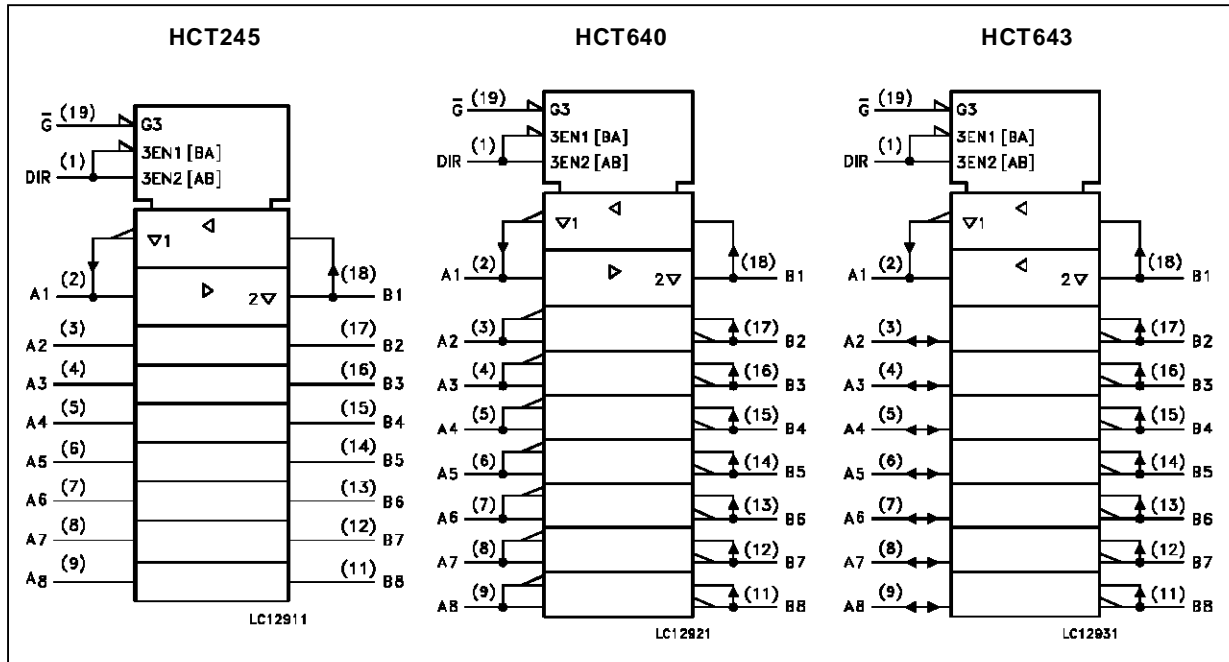 HCT245
G̅ (19) G3
3EN1 [BA]
DIR (1) 3EN2 [AB]
▽1 ◁
A1 (2) ▷ 2▽ (18) B1
A2 (3) (17) B2
A3 (4) (16) B3
A4 (5) (15) B4
A5 (6) (14) B5
A6 (7) (13) B6
A7 (8) (12) B7
A8 (9) (11) B8
LC12911
HCT640
G̅ (19) G3
3EN1 [BA]
DIR (1) 3EN2 [AB]
▽1 ◁
A1 (2) ▷ 2▽ (18) B1
A2 (3) (17) B2
A3 (4) (16) B3
A4 (5) (15) B4
A5 (6) (14) B5
A6 (7) (13) B6
A7 (8) (12) B7
A8 (9) (11) B8
LC12921
HCT643
G̅ (19) G3
3EN1 [BA]
DIR (1) 3EN2 [AB]
▽1 ◁
A1 (2) ◁ 2▽ (18) B1
A2 (3) (17) B2
A3 (4) (16) B3
A4 (5) (15) B4
A5 (6) (14) B5
A6 (7) (13) B6
A7 (8) (12) B7
A8 (9) (11) B8
LC12931